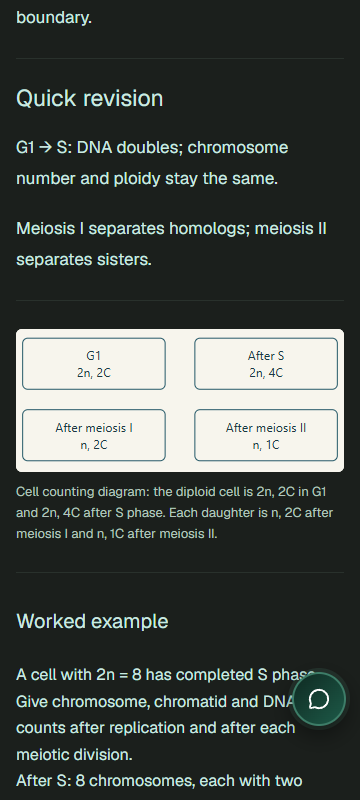 boundary.
Quick revision
G1 → S: DNA doubles; chromosome
number and ploidy stay the same.
Meiosis I separates homologs; meiosis II
separates sisters.
G1
2n, 2C
After S
2n, 4C
After meiosis I
n, 2C
After meiosis II
n, 1C
Cell counting diagram: the diploid cell is 2n, 2C in G1
and 2n, 4C after S phase. Each daughter is n, 2C after
meiosis I and n, 1C after meiosis II.
Worked example
A cell with 2n = 8 has completed S phase.
Give chromosome, chromatid and DNA
counts after replication and after each
meiotic division.
After S: 8 chromosomes, each with two